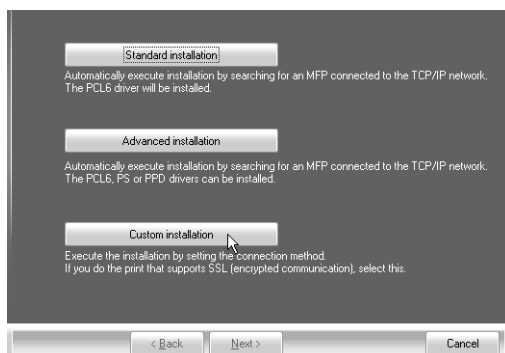 Standard installation
Automatically execute installation by searching for an MFP connected to the TCP/IP network.
The PCL6 driver will be installed.
Advanced installation
Automatically execute installation by searching for an MFP connected to the TCP/IP network.
The PCL6, PS or PPD drivers can be installed.
Custom installation
Execute the installation by setting the connection method.
If you do the print that supports SSL (encrypted communication), select this.
< Back Next > Cancel